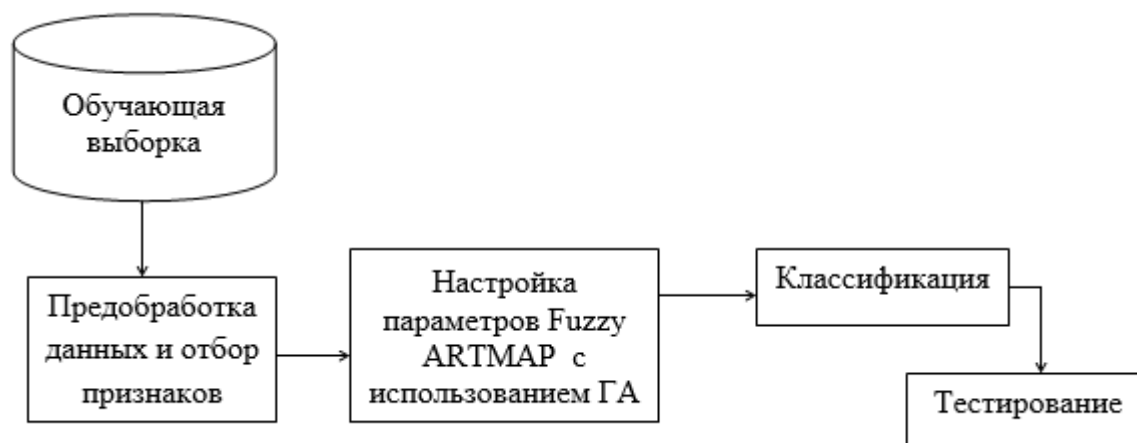 Обучающая
выборка
Предобработка
данных и отбор
признаков
Настройка
параметров Fuzzy
ARTMAP с
использованием ГА
Классификация
Тестирование